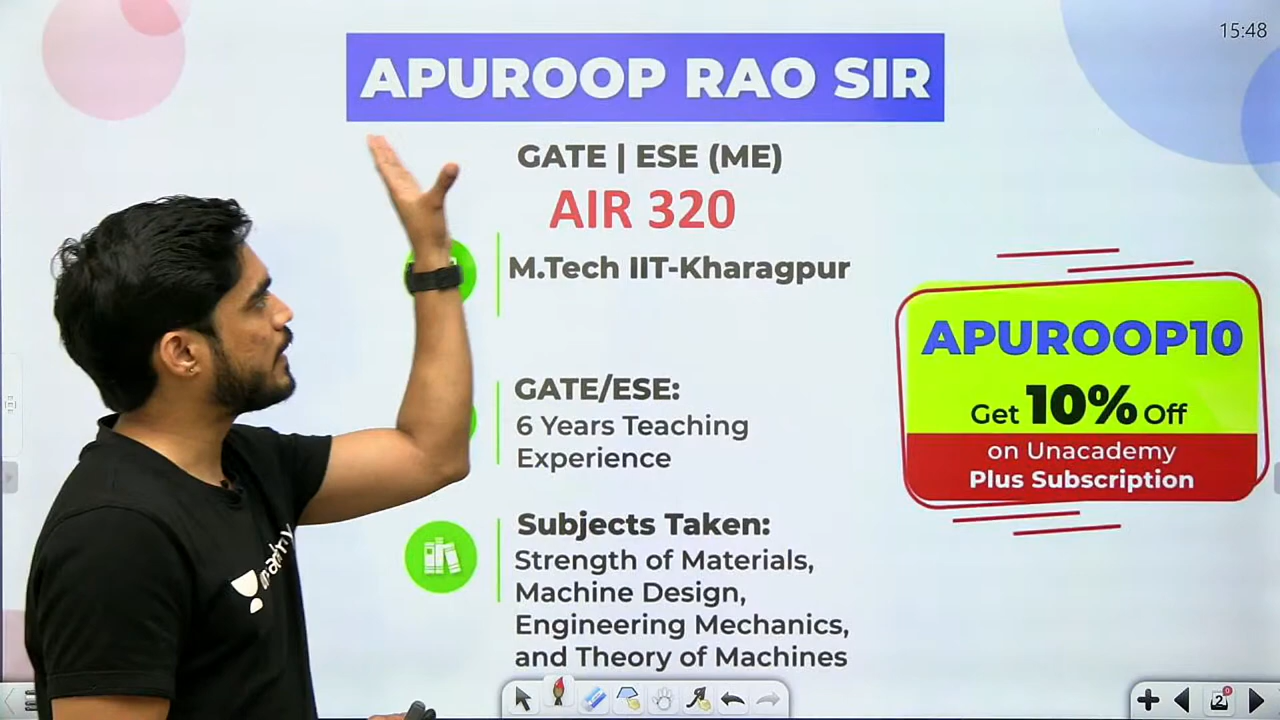 15:48
APUROOP RAO SIR
GATE | ESE (ME)
AIR 320
M.Tech IIT-Kharagpur
GATE/ESE:
6 Years Teaching
Experience
Subjects Taken:
Strength of Materials,
Machine Design,
Engineering Mechanics,
and Theory of Machines
APUROOP10
Get 10% Off
on Unacademy
Plus Subscription
2